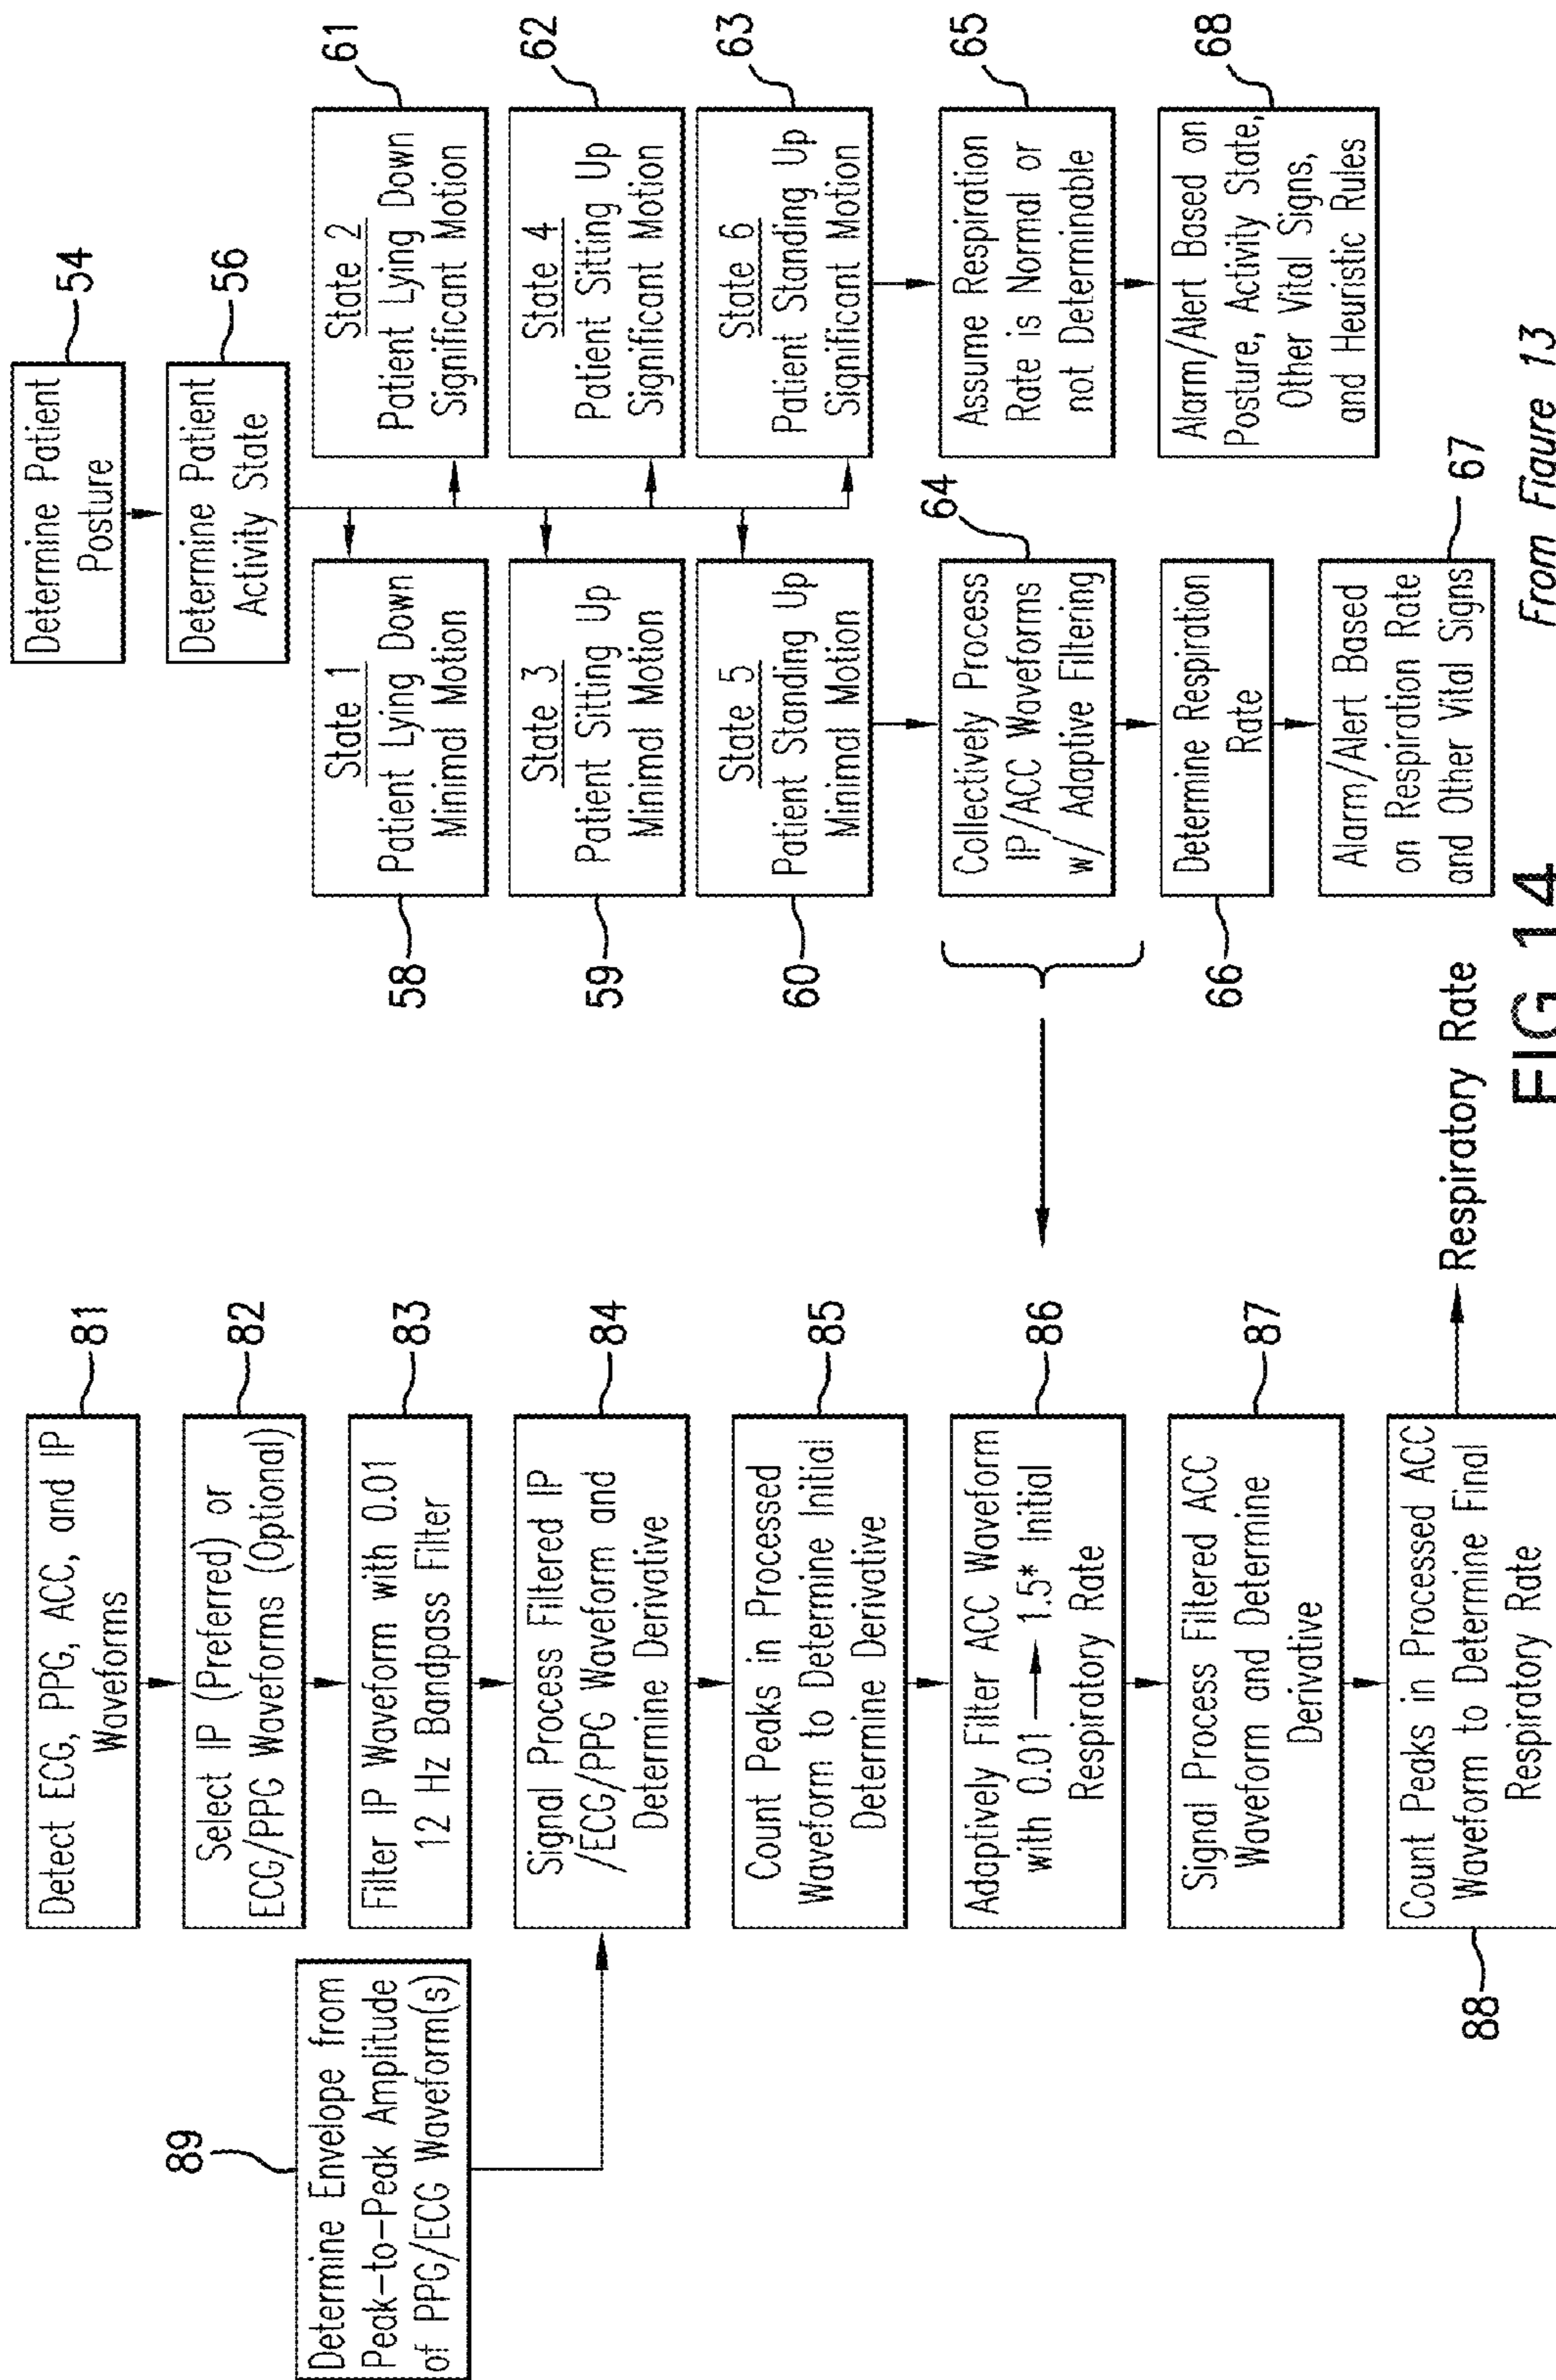 Determine Envelope from
Peak-to-Peak Amplitude
of PPG/ECG Waveform(s)
89
Detect ECG, PPG, ACC, and IP
Waveforms
81
Select IP (Preferred) or
ECG/PPG Waveforms (Optional)
82
Filter IP Waveform with 0.01
12 Hz Bandpass Filter
83
Signal Process Filtered IP
/ECG/PPG Waveform and
Determine Derivative
84
Count Peaks in Processed
Waveform to Determine Initial
Determine Derivative
85
Adaptively Filter ACC Waveform
with 0.01 → 1.5* Initial
Respiratory Rate
86
Signal Process Filtered ACC
Waveform and Determine
Derivative
87
Count Peaks in Processed ACC
Waveform to Determine Final
Respiratory Rate
88
Respiratory Rate
Determine Patient
Posture
54
Determine Patient
Activity State
56
State 1
Patient Lying Down
Minimal Motion
58
State 2
Patient Lying Down
Significant Motion
61
State 3
Patient Sitting Up
Minimal Motion
59
State 4
Patient Sitting Up
Significant Motion
62
State 5
Patient Standing Up
Minimal Motion
60
State 6
Patient Standing Up
Significant Motion
63
Collectively Process
IP/ACC Waveforms
w/ Adaptive Filtering
64
Assume Respiration
Rate is Normal or
not Determinable
65
Determine Respiration
Rate
66
Alarm/Alert Based
on Respiration Rate
and Other Vital Signs
67
Alarm/Alert Based on
Posture, Activity State,
Other Vital Signs,
and Heuristic Rules
68
FIG. 14
From Figure 13